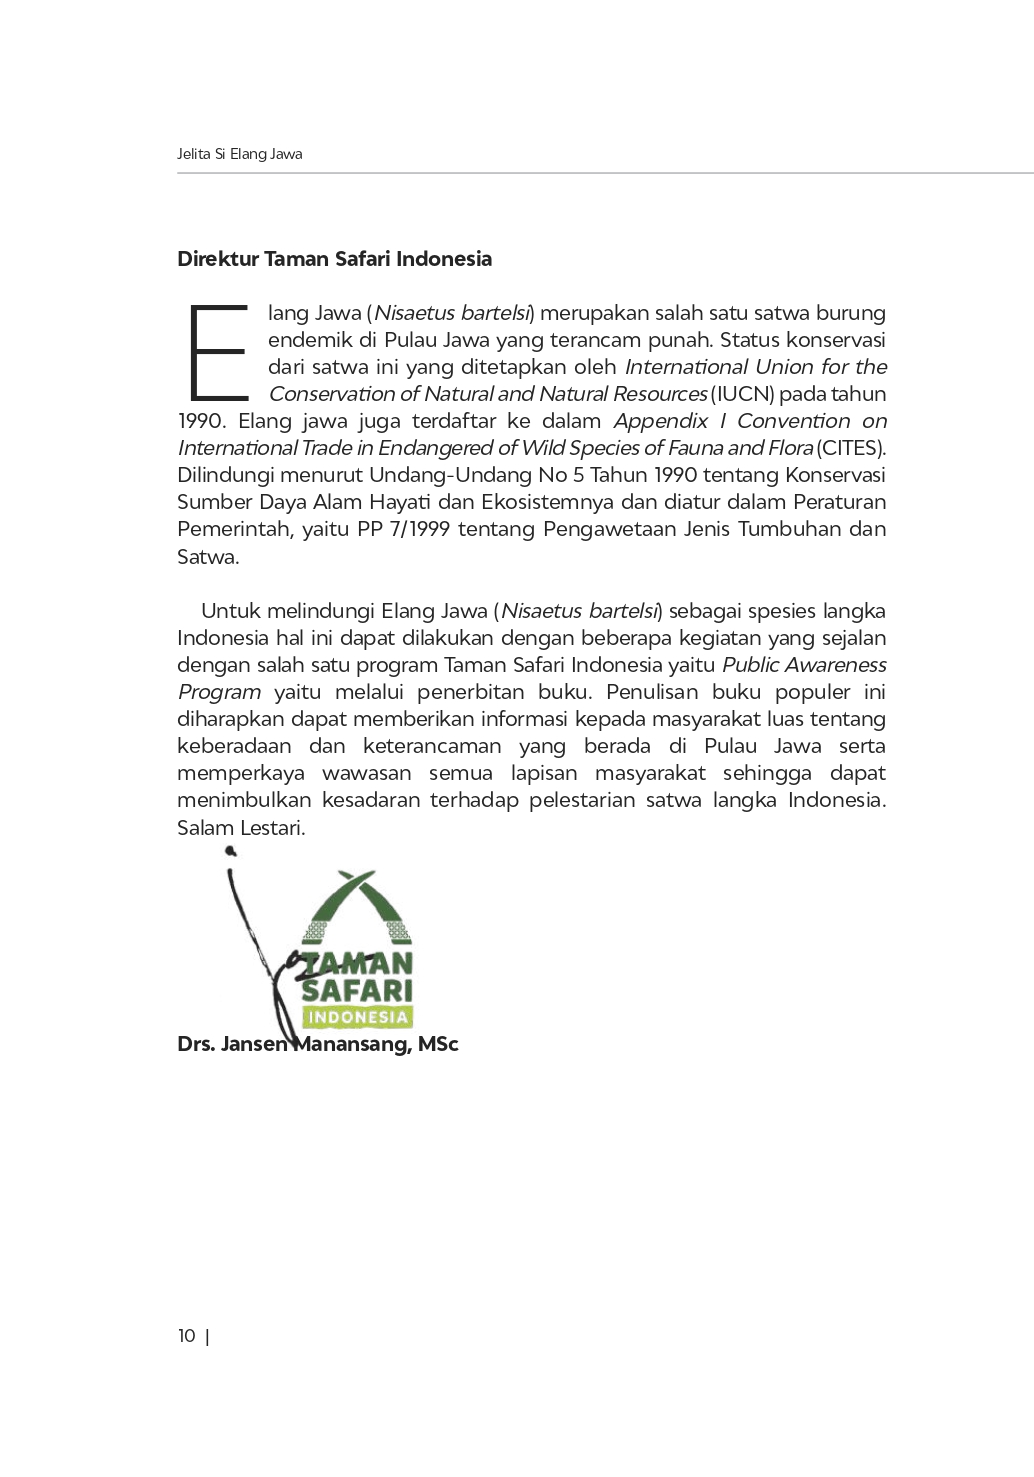 Jelita Si Elang Jawa
Direktur Taman Safari Indonesia
Elang Jawa (Nisaetus bartelsi) merupakan salah satu satwa burung
endemik di Pulau Jawa yang terancam punah. Status konservasi
dari satwa ini yang ditetapkan oleh International Union for the
Conservation of Natural and Natural Resources (IUCN) pada tahun
1990. Elang jawa juga terdaftar ke dalam Appendix I Convention on
International Trade in Endangered of Wild Species of Fauna and Flora (CITES).
Dilindungi menurut Undang-Undang No 5 Tahun 1990 tentang Konservasi
Sumber Daya Alam Hayati dan Ekosistemnya dan diatur dalam Peraturan
Pemerintah, yaitu PP 7/1999 tentang Pengawetaan Jenis Tumbuhan dan
Satwa.
Untuk melindungi Elang Jawa (Nisaetus bartelsi) sebagai spesies langka
Indonesia hal ini dapat dilakukan dengan beberapa kegiatan yang sejalan
dengan salah satu program Taman Safari Indonesia yaitu Public Awareness
Program yaitu melalui penerbitan buku. Penulisan buku populer ini
diharapkan dapat memberikan informasi kepada masyarakat luas tentang
keberadaan dan keterancaman yang berada di Pulau Jawa serta
memperkaya wawasan semua lapisan masyarakat sehingga dapat
menimbulkan kesadaran terhadap pelestarian satwa langka Indonesia.
Salam Lestari.
TAMAN
SAFARI
INDONESIA
Drs. Jansen Manansang, MSc
10 |